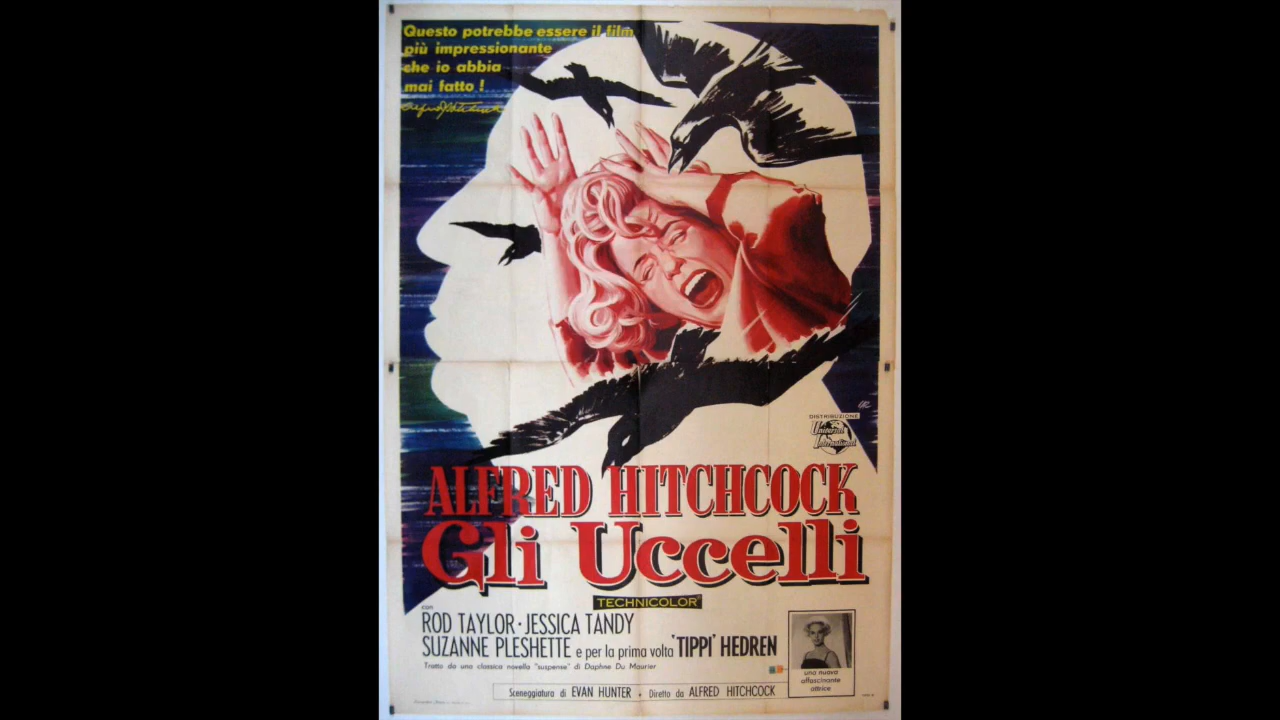 Questo potrebbe essere il film
più impressionante
che io abbia
mai fatto !
DISTRIBUZIONE
Universal
International
ALFRED HITCHCOCK
Gli Uccelli
TECHNICOLOR
con
ROD TAYLOR · JESSICA TANDY
SUZANNE PLESHETTE e per la prima volta 'TIPPI' HEDREN
Tratto da una classica novella "suspense" di Daphne Du Maurier
una nuova
affascinante
attrice
Sceneggiatura di EVAN HUNTER · Diretto da ALFRED HITCHCOCK